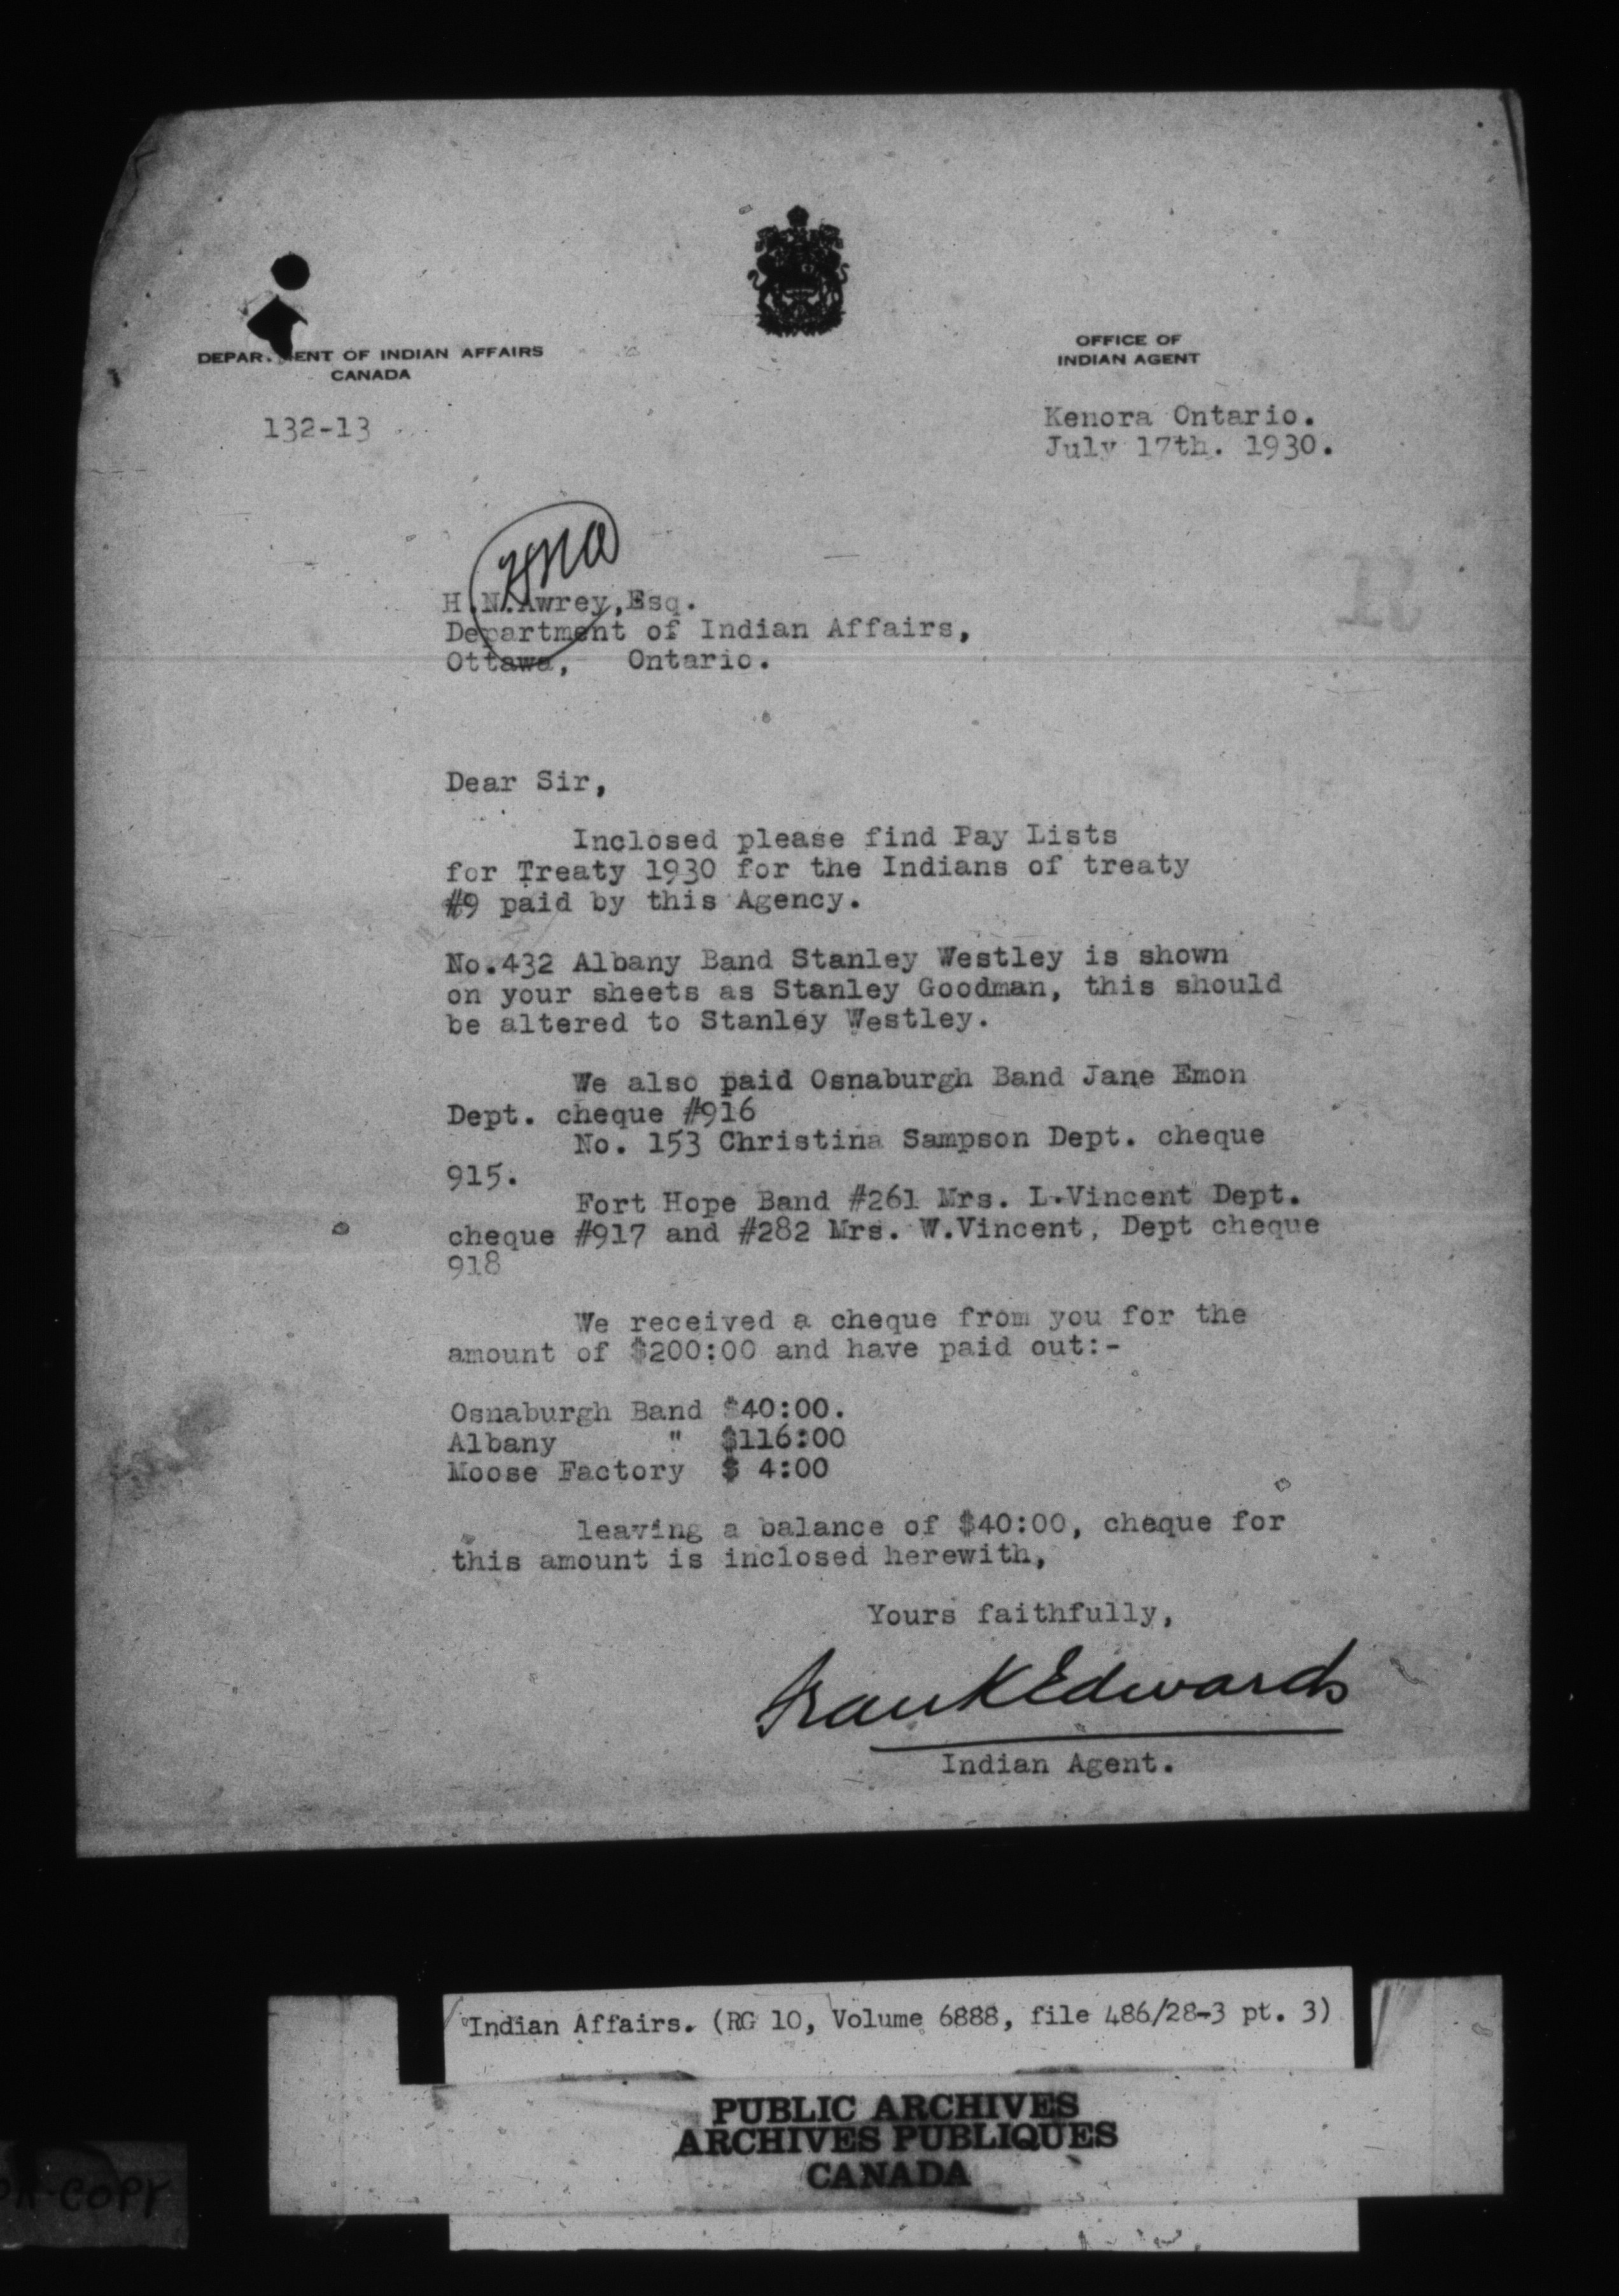 DEPAR. ENT OF INDIAN AFFAIRS
CANADA
OFFICE OF
INDIAN AGENT
132-13
Kenora Ontario.
July 17th. 1930.
HNA
H.N.Awrey,Esq.
Department of Indian Affairs,
Ottawa, Ontario.
Dear Sir,
Inclosed please find Pay Lists
for Treaty 1930 for the Indians of treaty
#9 paid by this Agency.
No.432 Albany Band Stanley Westley is shown
on your sheets as Stanley Goodman, this should
be altered to Stanley Westley.
We also paid Osnaburgh Band Jane Emon
Dept. cheque #916
No. 153 Christina Sampson Dept. cheque
915.
Fort Hope Band #261 Mrs. L.Vincent Dept.
cheque #917 and #282 Mrs. W.Vincent, Dept cheque
918
We received a cheque from you for the
amount of $200:00 and have paid out:-
Osnaburgh Band $40:00.
Albany " $116:00
Moose Factory $ 4:00
leaving a balance of $40:00, cheque for
this amount is inclosed herewith,
Yours faithfully,
Frank Edwards
Indian Agent.
Indian Affairs. (RG 10, Volume 6888, file 486/28-3 pt. 3)
PUBLIC ARCHIVES
ARCHIVES PUBLIQUES
CANADA
COPY